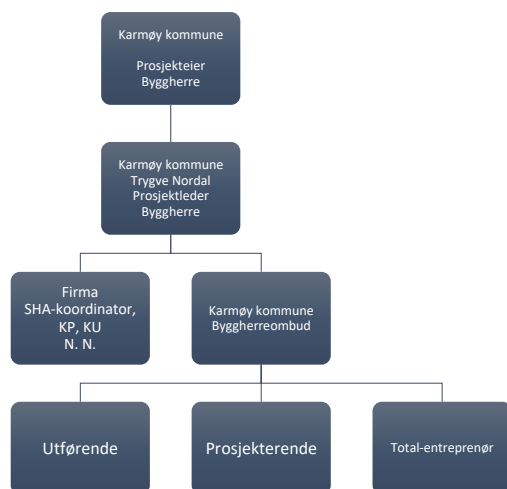 Karmøy kommune
Prosjekteier
Byggherre
Karmøy kommune
Trygve Nordal
Prosjektleder
Byggherre
Firma
SHA-koordinator,
KP, KU
N. N.
Karmøy kommune
Byggherreombud
Utførende
Prosjekterende
Total-entreprenør